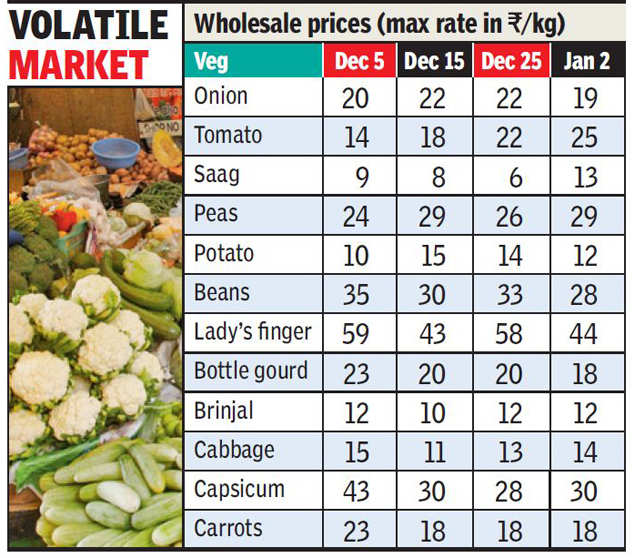 VOLATILE
MARKET
Wholesale prices (max rate in ₹/kg)
Veg Dec 5 Dec 15 Dec 25 Jan 2
Onion 20 22 22 19
Tomato 14 18 22 25
Saag 9 8 6 13
Peas 24 29 26 29
Potato 10 15 14 12
Beans 35 30 33 28
Lady's finger 59 43 58 44
Bottle gourd 23 20 20 18
Brinjal 12 10 12 12
Cabbage 15 11 13 14
Capsicum 43 30 28 30
Carrots 23 18 18 18
SHOP NO